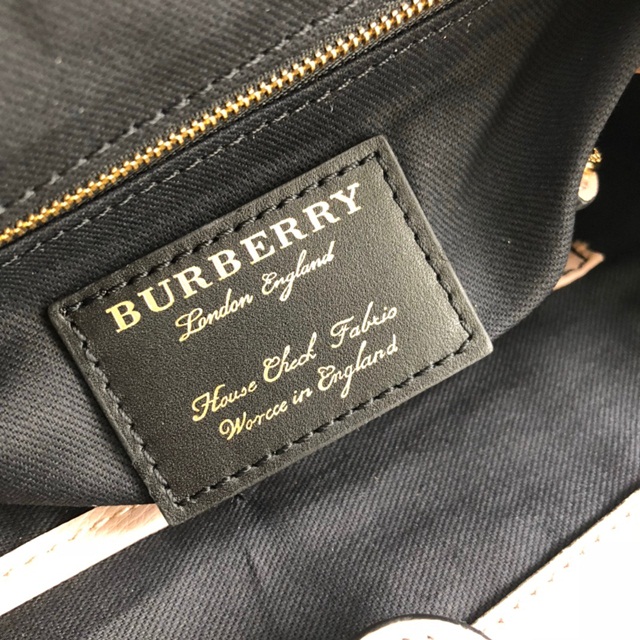 BURBERRY
London England
House Check Fabric
Worcce in England